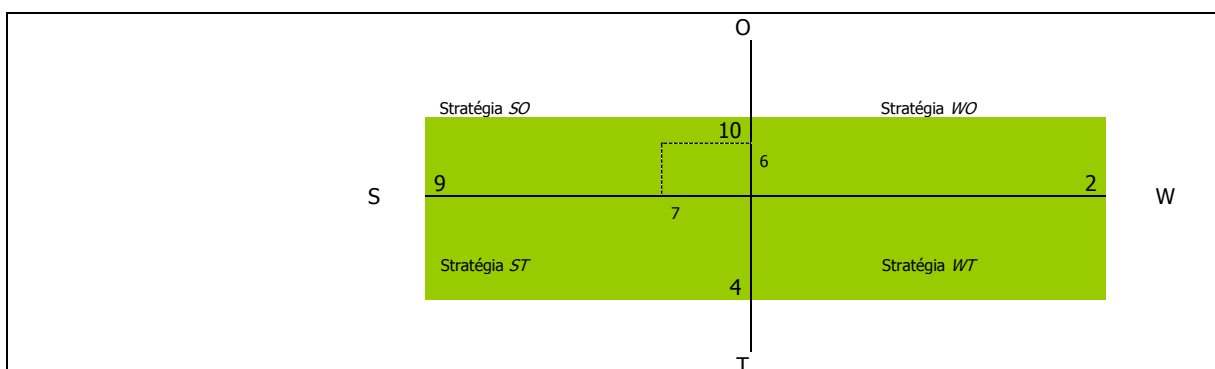 O
Stratégia SO
Stratégia WO
10
6
S
9
2
W
7
Stratégia ST
Stratégia WT
4
T